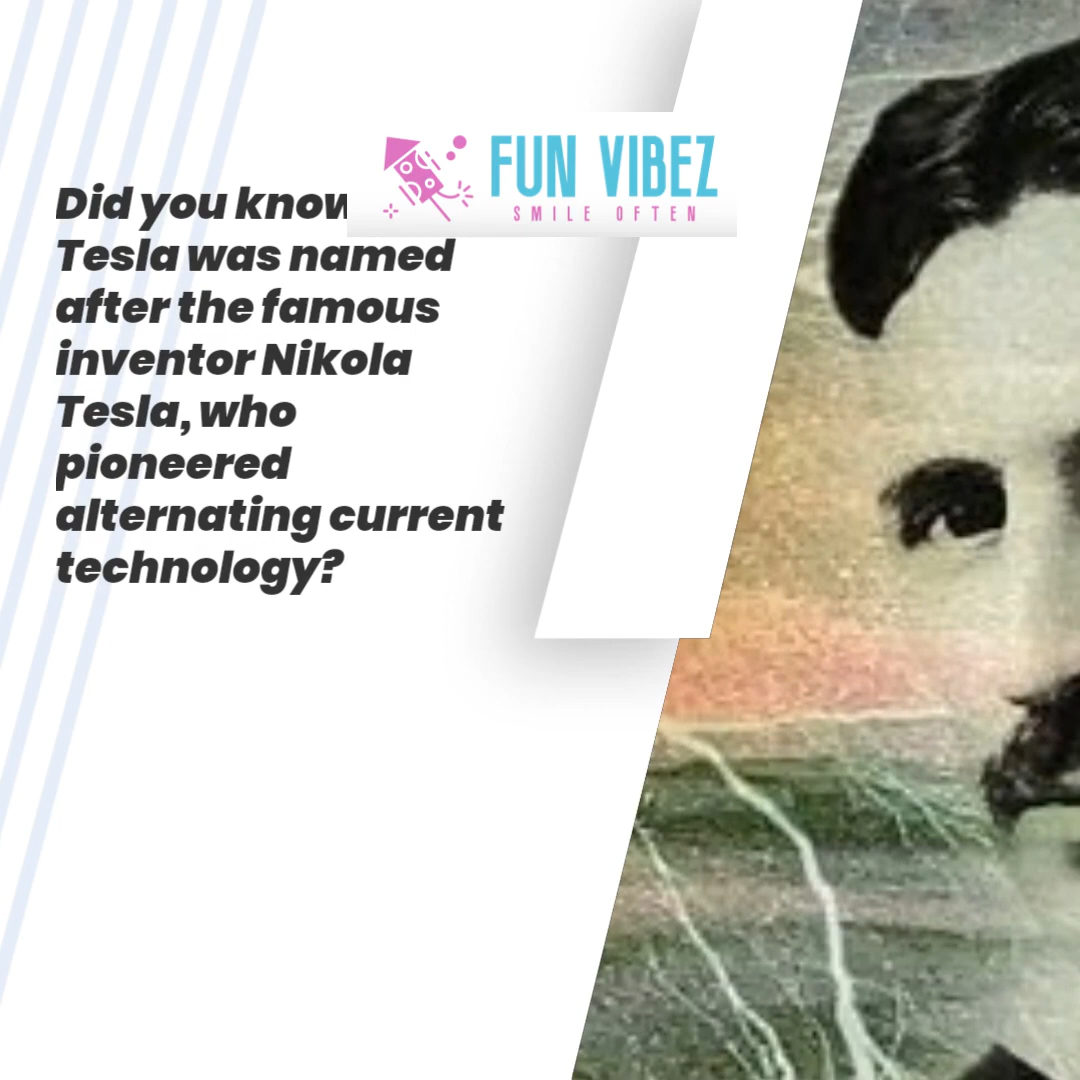 FUN VIBEZ
SMILE OFTEN
Did you know
Tesla was named
after the famous
inventor Nikola
Tesla, who
pioneered
alternating current
technology?